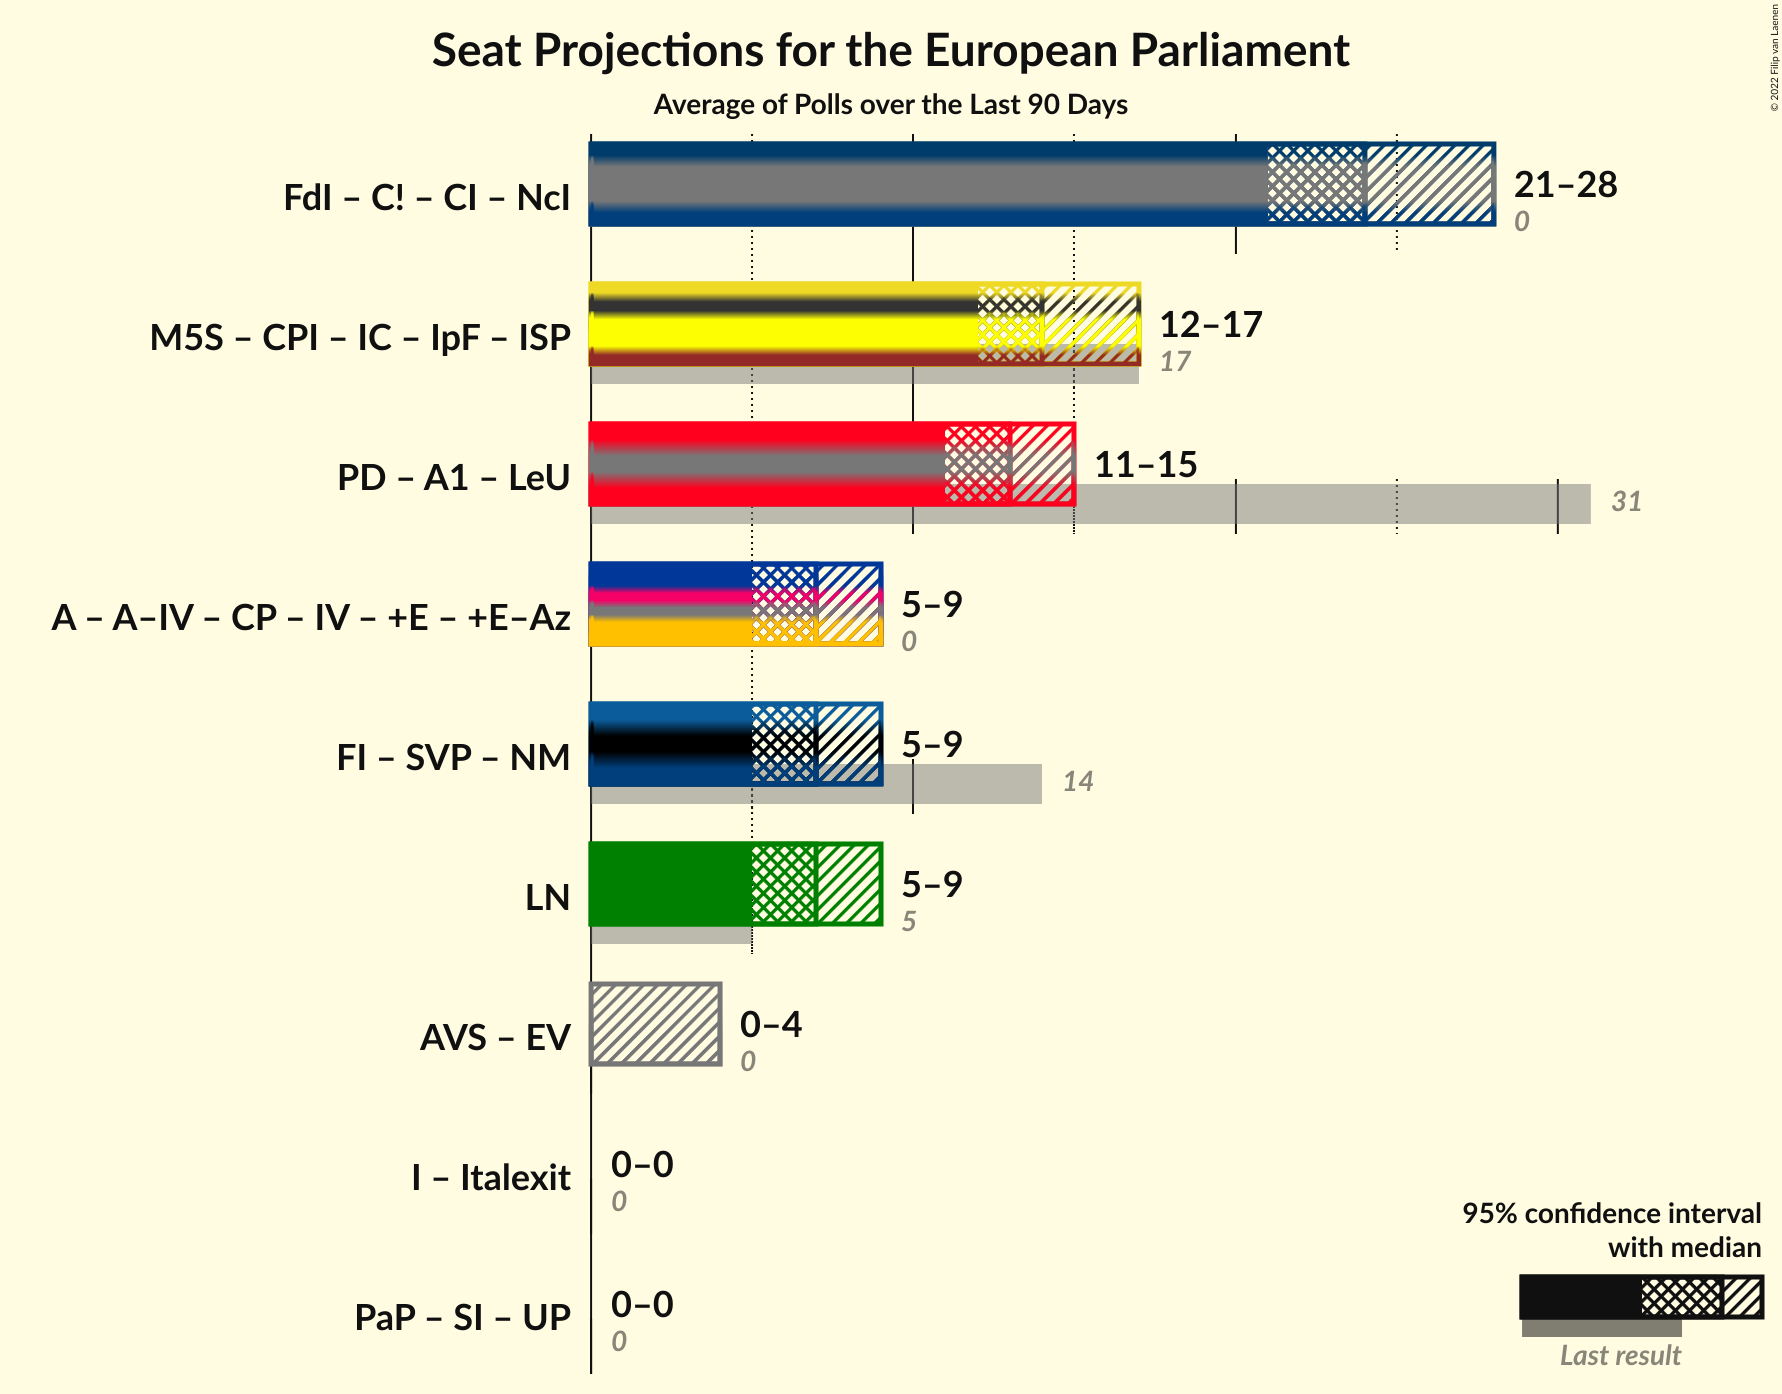 Seat Projections for the European Parliament
Average of Polls over the Last 90 Days
© 2022 Filip van Laenen
FdI – C! – CI – NcI
21–28
0
M5S – CPI – IC – IpF – ISP
12–17
17
PD – A1 – LeU
11–15
31
A – A–IV – CP – IV – +E – +E–Az
5–9
0
FI – SVP – NM
5–9
14
LN
5–9
5
AVS – EV
0–4
0
I – Italexit
0–0
0
PaP – SI – UP
0–0
0
95% confidence interval
with median
Last result